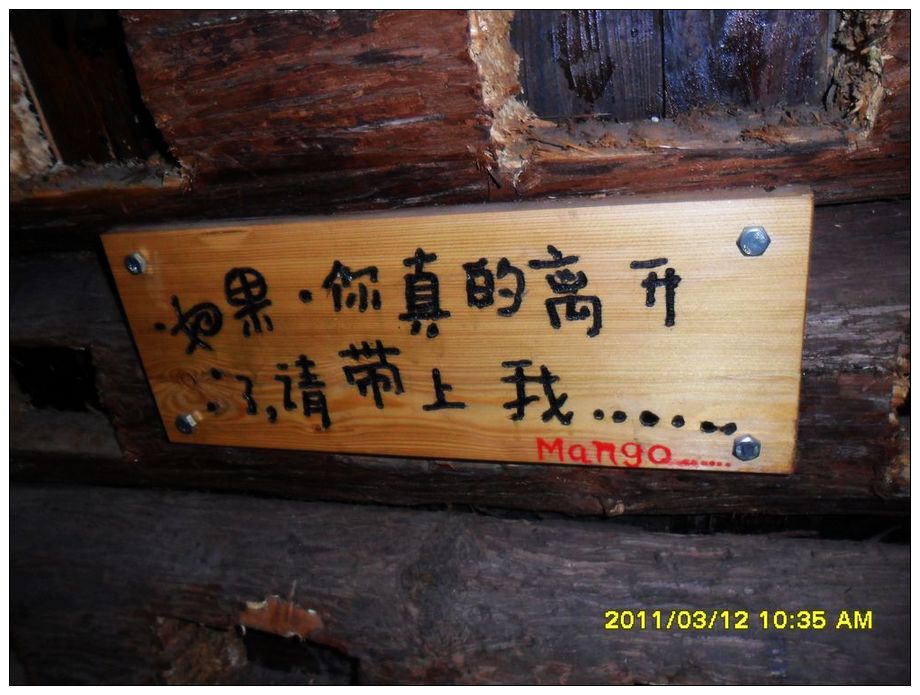 如果·你真的离开
了,请带上我......
Mango......
2011/03/12 10:35 AM